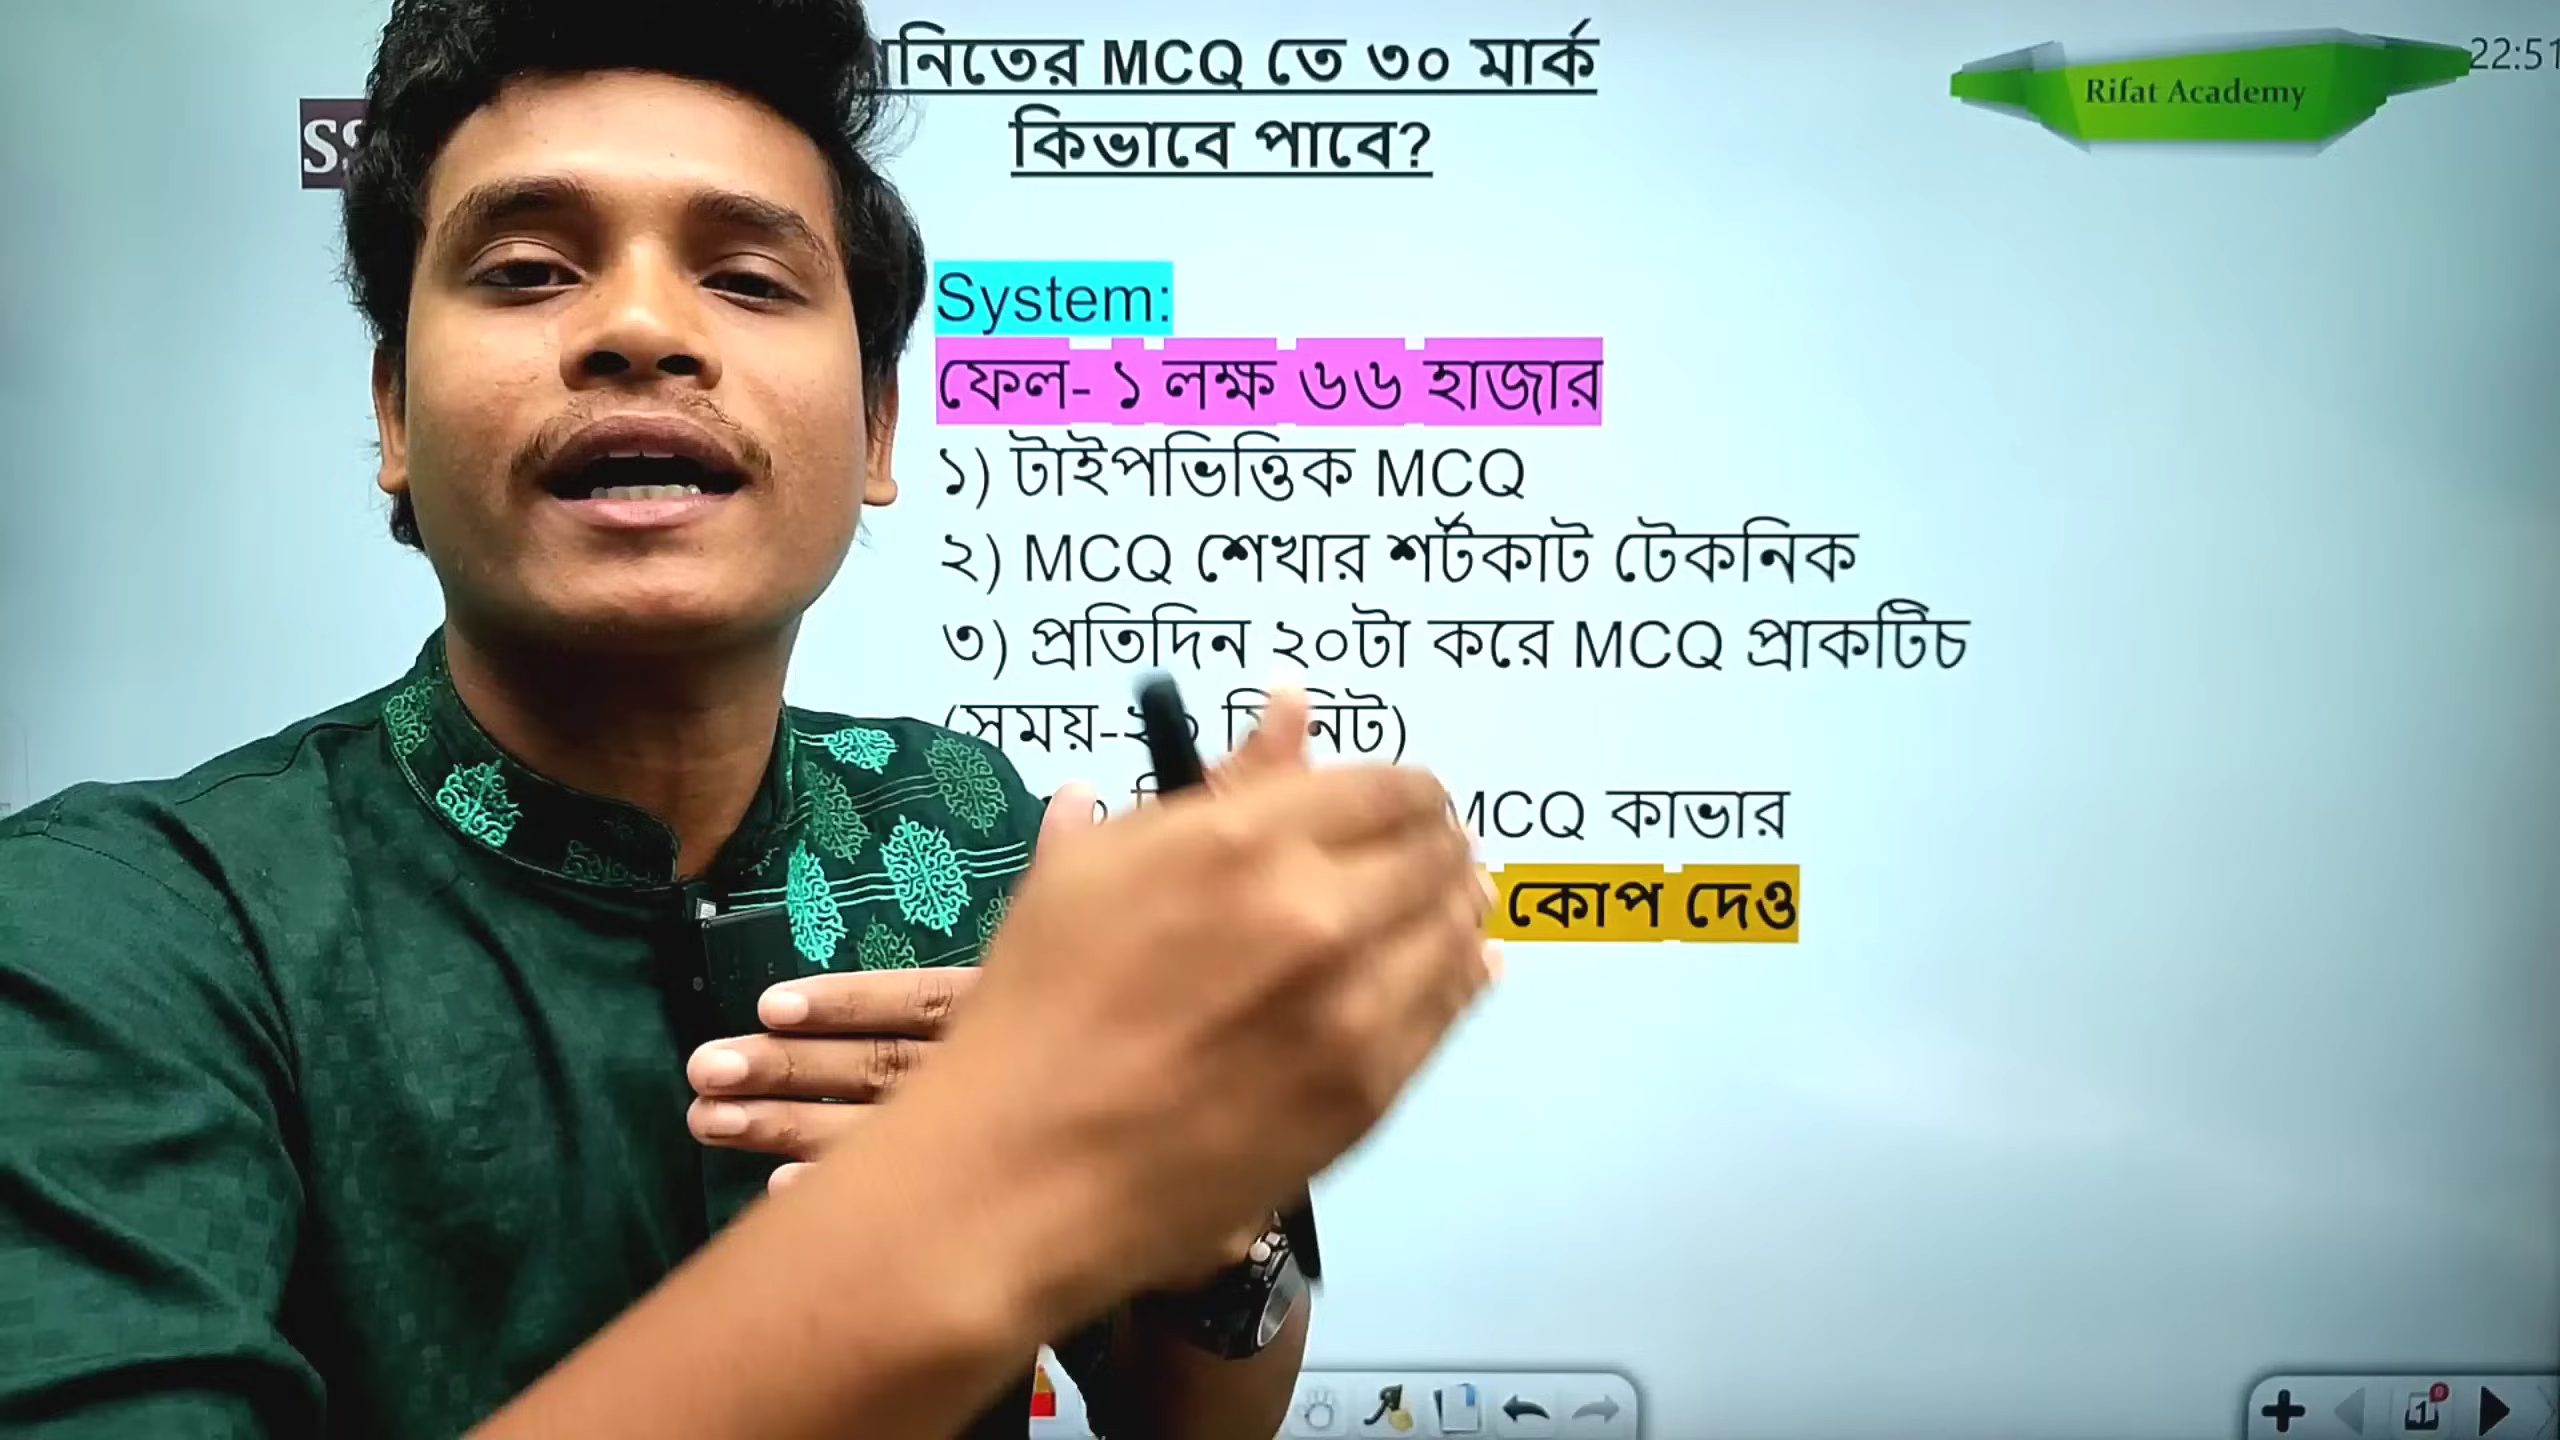 MCQ তে ৩০ মার্ক
কিভাবে পাবে?
Rifat Academy
22:51
System:
ফেল- ১ লক্ষ ৬৬ হাজার
১) টাইপভিত্তিক MCQ
২) MCQ শেখার শর্টকাট টেকনিক
৩) প্রতিদিন ২০টা করে MCQ প্রাকটিচ
MCQ কাভার
কোপ দেও
1